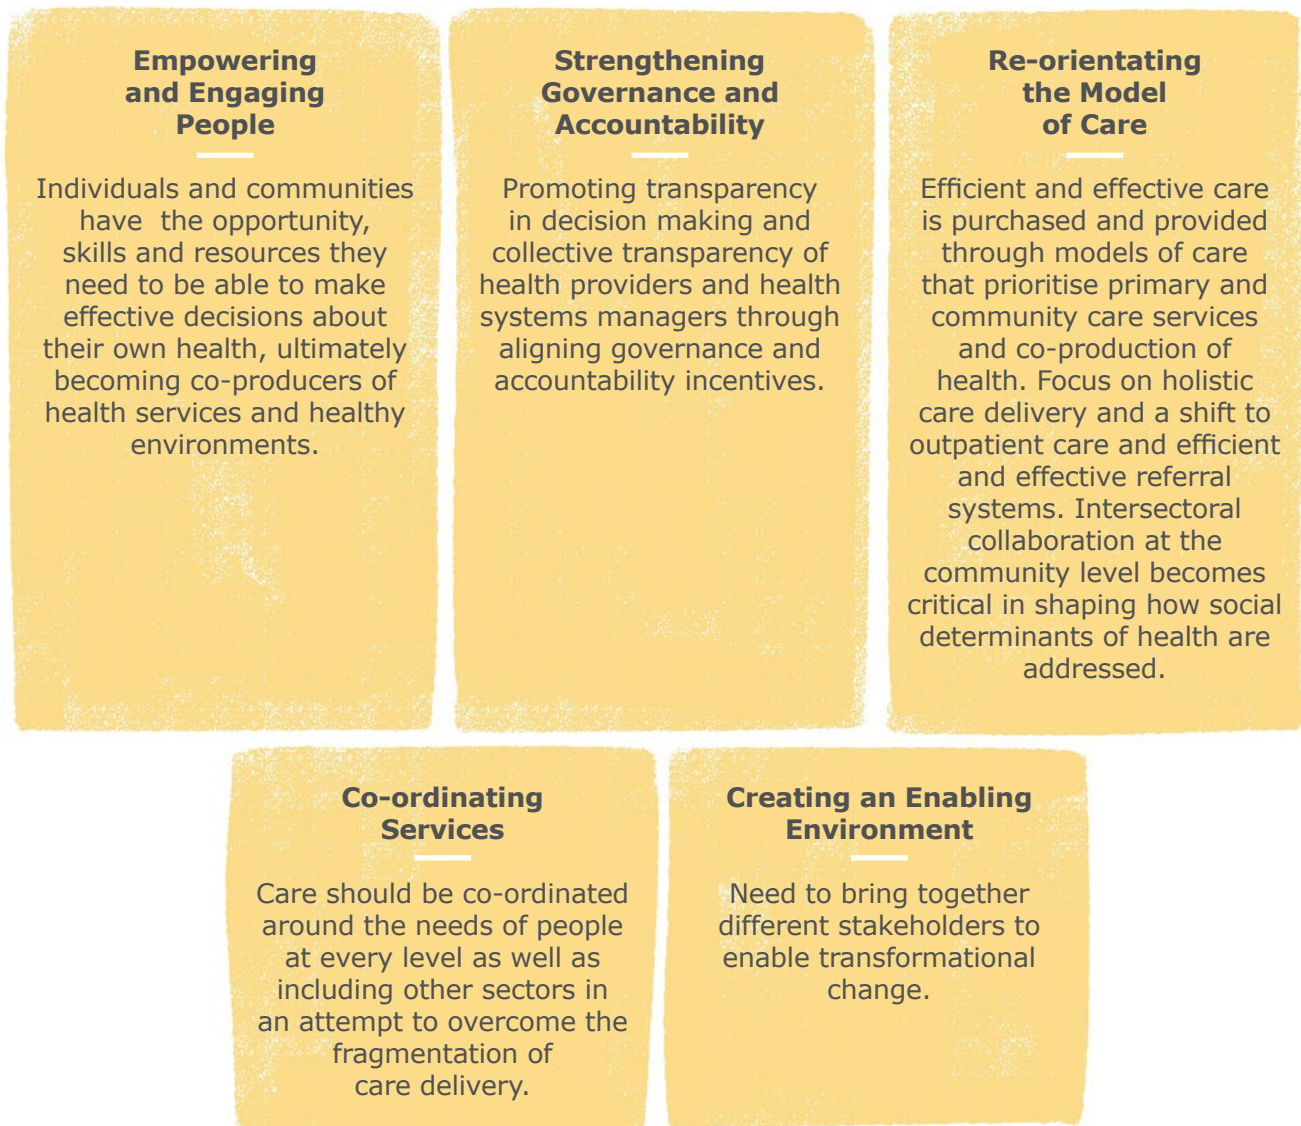 Empowering
and Engaging
People
Individuals and communities
have the opportunity,
skills and resources they
need to be able to make
effective decisions about
their own health, ultimately
becoming co-producers of
health services and healthy
environments.
Strengthening
Governance and
Accountability
Promoting transparency
in decision making and
collective transparency of
health providers and health
systems managers through
aligning governance and
accountability incentives.
Re-orientating
the Model
of Care
Efficient and effective care
is purchased and provided
through models of care
that prioritise primary and
community care services
and co-production of
health. Focus on holistic
care delivery and a shift to
outpatient care and efficient
and effective referral
systems. Intersectoral
collaboration at the
community level becomes
critical in shaping how social
determinants of health are
addressed.
Co-ordinating
Services
Care should be co-ordinated
around the needs of people
at every level as well as
including other sectors in
an attempt to overcome the
fragmentation of
care delivery.
Creating an Enabling
Environment
Need to bring together
different stakeholders to
enable transformational
change.